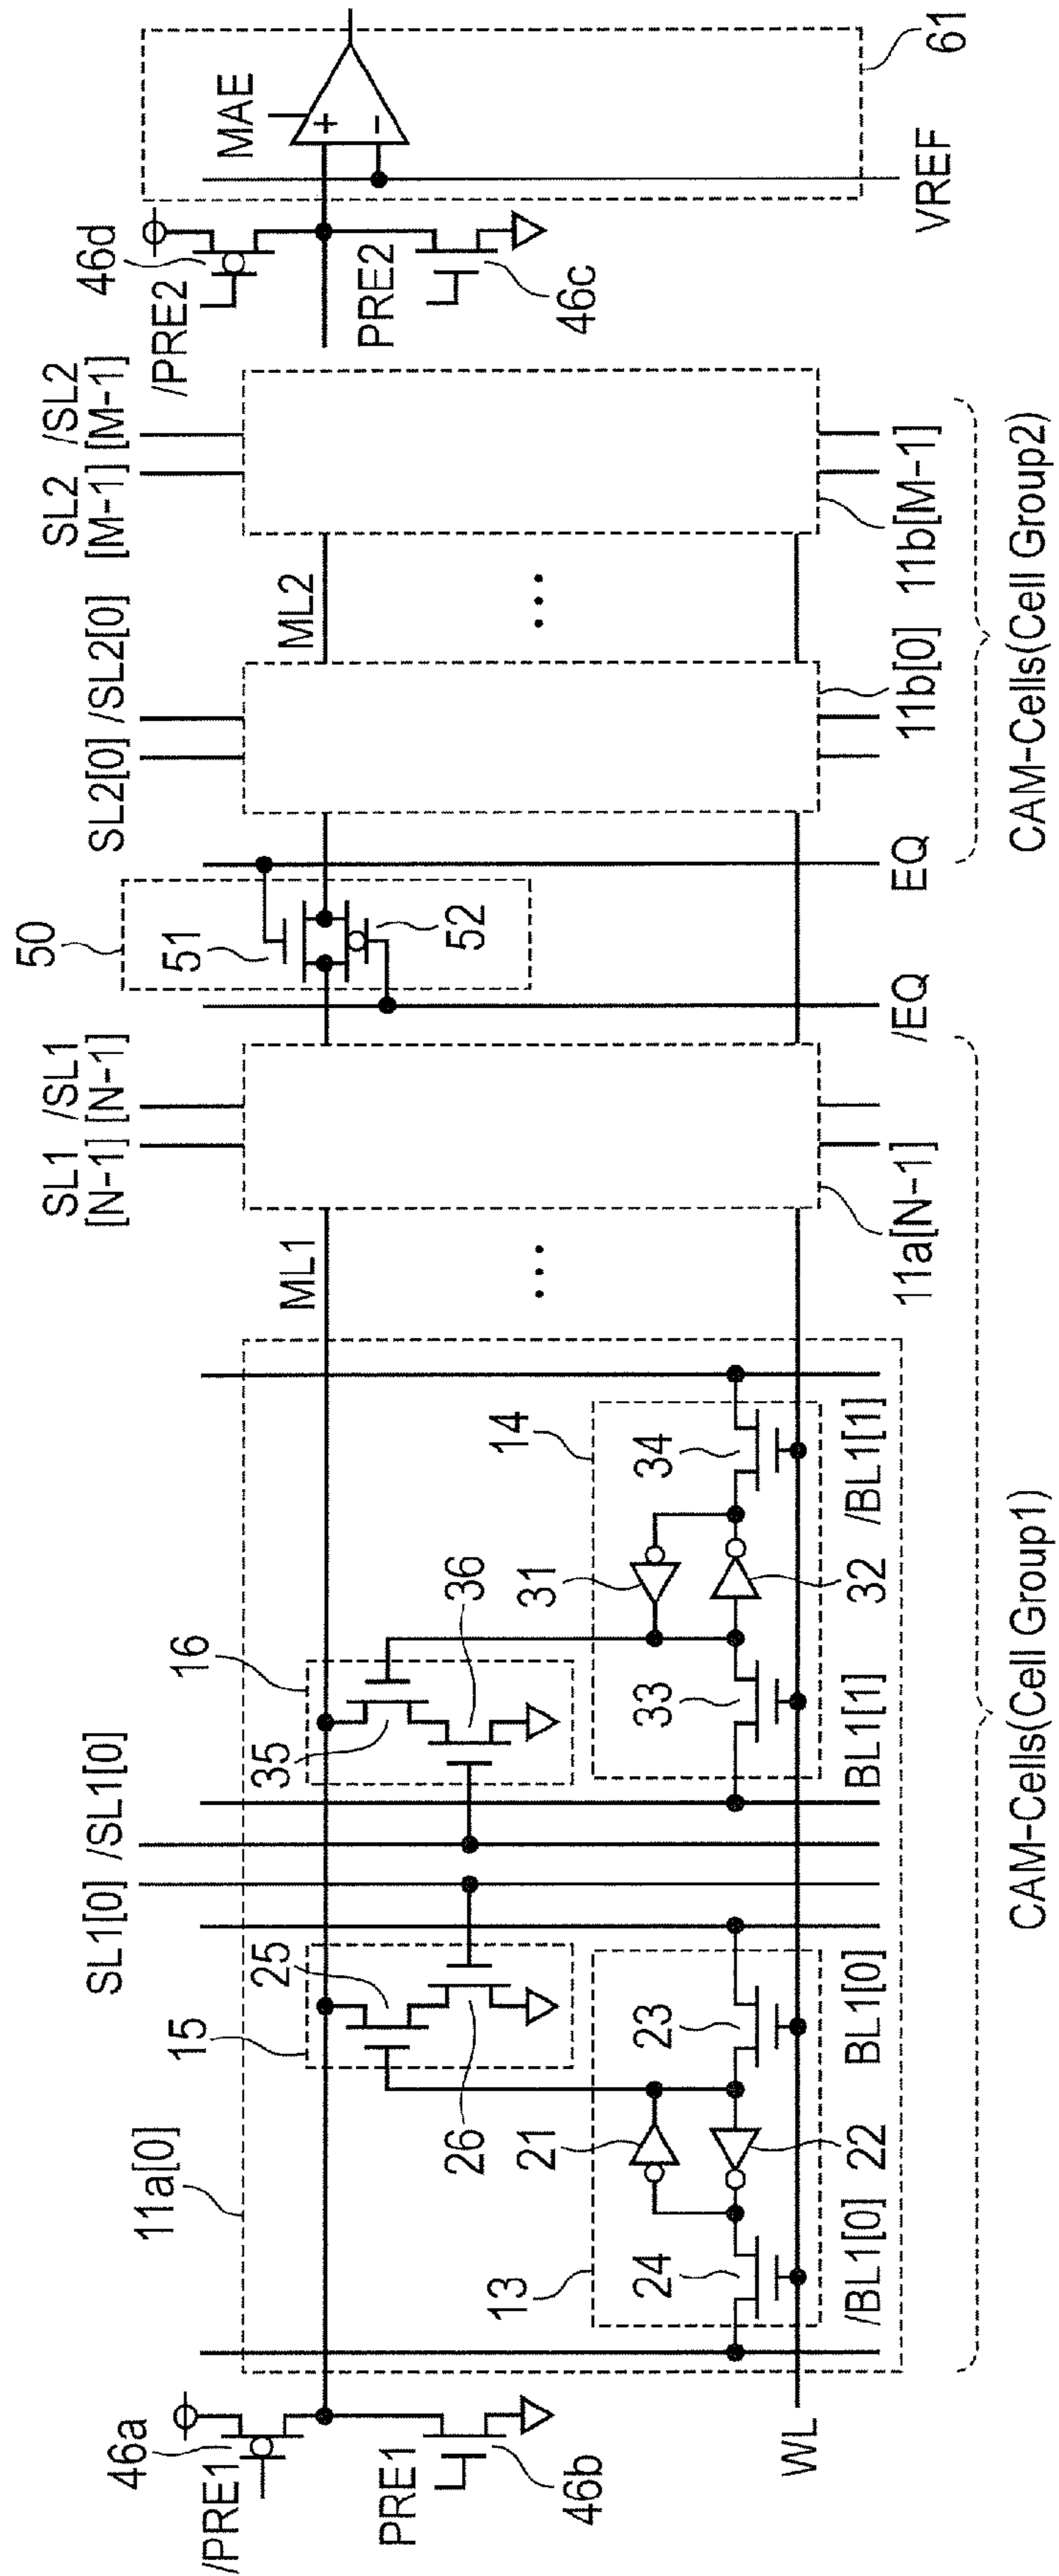 /PRE1
46a
PRE1
46b
WL
11a[0]
SL1[0] /SL1[0]
15
25
26
16
35
36
13
21
22
23
24
/BL1[0]
BL1[0]
14
31
32
33
34
BL1[1]
/BL1[1]
ML1
...
SL1 /SL1
[N-1] [N-1]
11a[N-1]
CAM-Cells(Cell Group1)
50
51
52
/EQ
EQ
SL2[0] /SL2[0]
11b[0]
ML2
...
SL2 /SL2
[M-1] [M-1]
11b[M-1]
CAM-Cells(Cell Group2)
/PRE2
46d
PRE2
46c
MAE
+
−
VREF
61